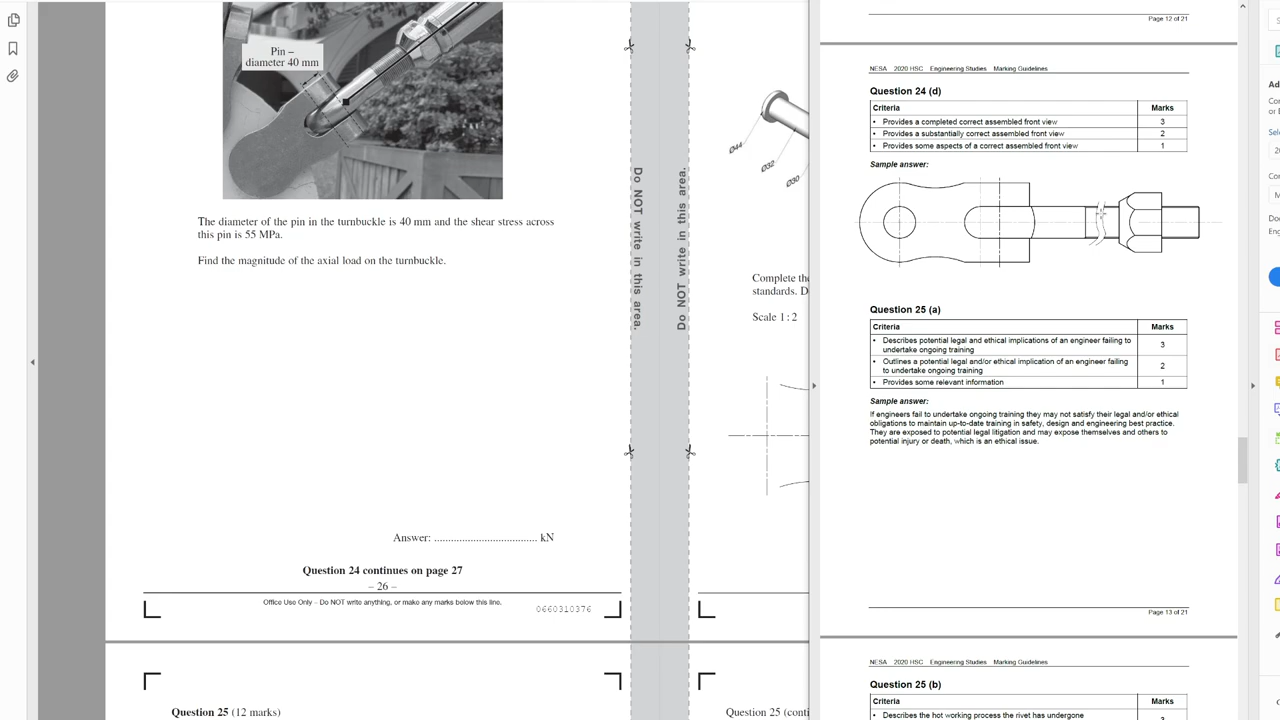 Pin –
diameter 40 mm
The diameter of the pin in the turnbuckle is 40 mm and the shear stress across
this pin is 55 MPa.
Find the magnitude of the axial load on the turnbuckle.
Answer: ..................................... kN
Question 24 continues on page 27
– 26 –
Office Use Only – Do NOT write anything, or make any marks below this line.
0660310376
Question 25 (12 marks)
Do NOT write in this area.
Do NOT write in this area.
Ø44
Ø32
Ø30
Complete the
standards. D
Scale 1 : 2
Question 25 (conti
Page 12 of 21
NESA 2020 HSC Engineering Studies Marking Guidelines
Question 24 (d)
Criteria Marks
• Provides a completed correct assembled front view 3
• Provides a substantially correct assembled front view 2
• Provides some aspects of a correct assembled front view 1
Sample answer:
Question 25 (a)
Criteria Marks
• Describes potential legal and ethical implications of an engineer failing to
undertake ongoing training 3
• Outlines a potential legal and/or ethical implication of an engineer failing
to undertake ongoing training 2
• Provides some relevant information 1
Sample answer:
If engineers fail to undertake ongoing training they may not satisfy their legal and/or ethical
obligations to maintain up-to-date training in safety, design and engineering best practice.
They are exposed to potential legal litigation and may expose themselves and others to
potential injury or death, which is an ethical issue.
Page 13 of 21
NESA 2020 HSC Engineering Studies Marking Guidelines
Question 25 (b)
Criteria Marks
• Describes the hot working process the rivet has undergone
Ad
Con
or E
Sel
20
Con
M
Doc
Eng